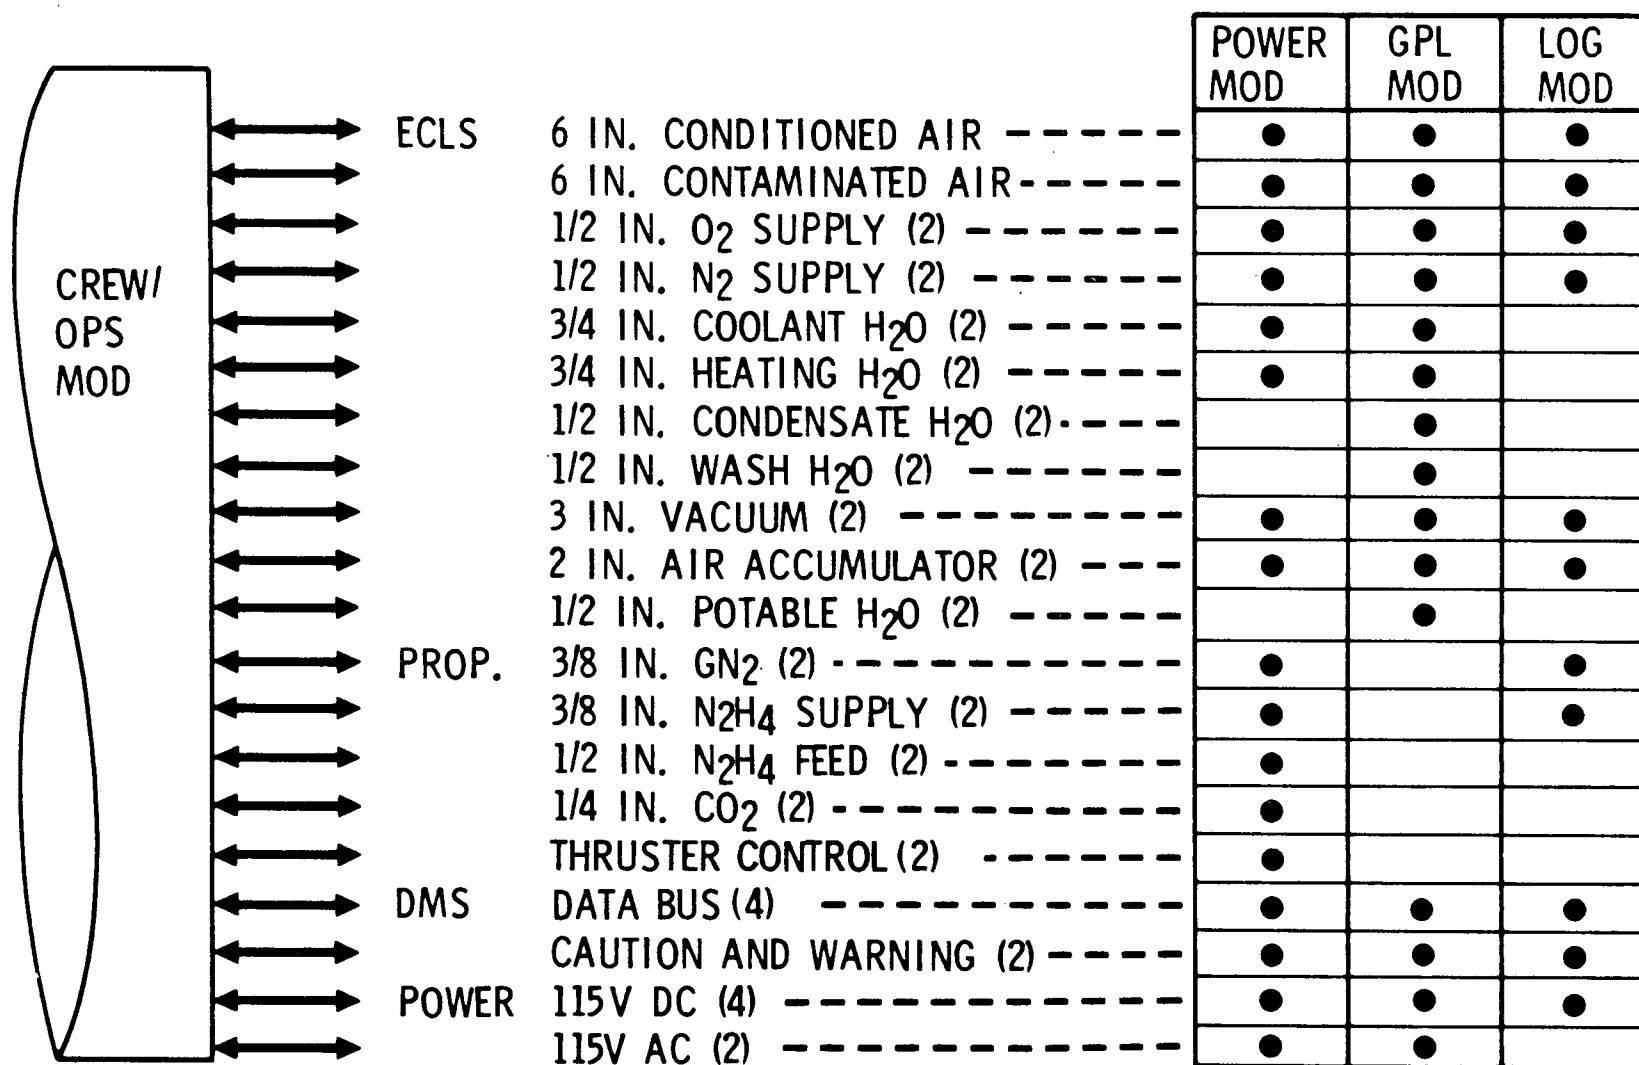 POWER MOD GPL MOD LOG MOD
CREW/
OPS
MOD
ECLS 6 IN. CONDITIONED AIR ● ● ●
6 IN. CONTAMINATED AIR ● ● ●
1/2 IN. O2 SUPPLY (2) ● ● ●
1/2 IN. N2 SUPPLY (2) ● ● ●
3/4 IN. COOLANT H2O (2) ● ●
3/4 IN. HEATING H2O (2) ● ●
1/2 IN. CONDENSATE H2O (2) ●
1/2 IN. WASH H2O (2) ●
3 IN. VACUUM (2) ● ● ●
2 IN. AIR ACCUMULATOR (2) ● ● ●
1/2 IN. POTABLE H2O (2) ●
PROP. 3/8 IN. GN2 (2) ● ●
3/8 IN. N2H4 SUPPLY (2) ● ●
1/2 IN. N2H4 FEED (2) ●
1/4 IN. CO2 (2) ●
THRUSTER CONTROL (2) ●
DMS DATA BUS (4) ● ● ●
CAUTION AND WARNING (2) ● ● ●
POWER 115V DC (4) ● ● ●
115V AC (2) ● ●